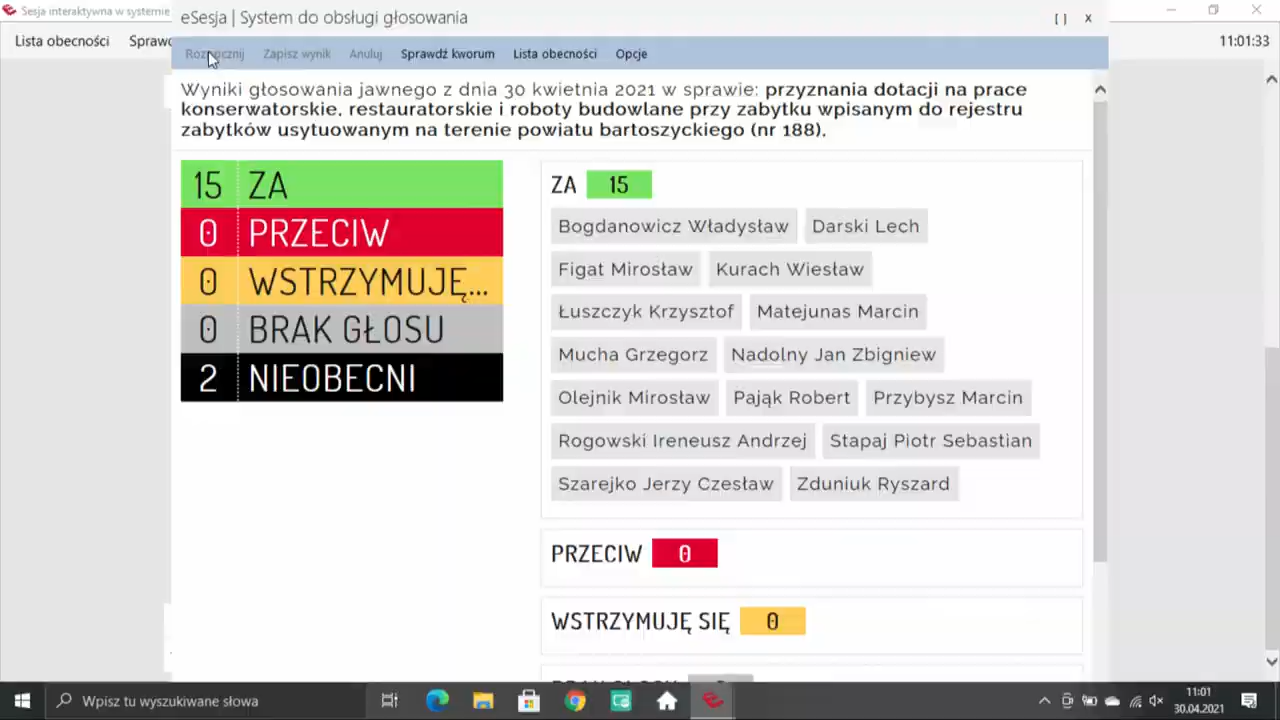 Sesja interaktywna w systemie
eSesja | System do obsługi głosowania
[ ] x
Lista obecności
11:01:33
Rozpocznij Zapisz wynik Anuluj Sprawdź kworum Lista obecności Opcje
Wyniki głosowania jawnego z dnia 30 kwietnia 2021 w sprawie: przyznania dotacji na prace
konserwatorskie, restauratorskie i roboty budowlane przy zabytku wpisanym do rejestru
zabytków usytuowanym na terenie powiatu bartoszyckiego (nr 188).
15 ZA
0 PRZECIW
0 WSTRZYMUJĘ...
0 BRAK GŁOSU
2 NIEOBECNI
ZA 15
Bogdanowicz Władysław Darski Lech
Figat Mirosław Kurach Wiesław
Łuszczyk Krzysztof Matejunas Marcin
Mucha Grzegorz Nadolny Jan Zbigniew
Olejnik Mirosław Pająk Robert Przybysz Marcin
Rogowski Ireneusz Andrzej Stapaj Piotr Sebastian
Szarejko Jerzy Czesław Zduniuk Ryszard
PRZECIW 0
WSTRZYMUJĘ SIĘ 0
Wpisz tu wyszukiwane słowa
11:01
30.04.2021